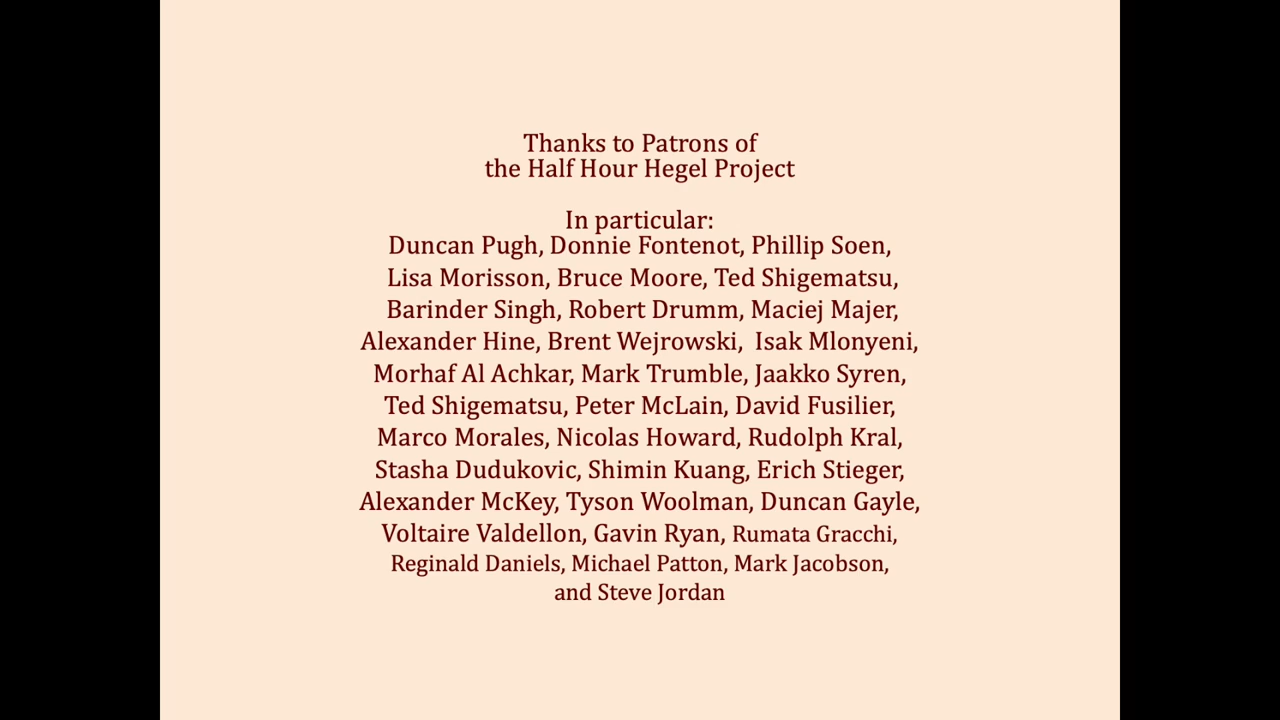 Thanks to Patrons of
the Half Hour Hegel Project
In particular:
Duncan Pugh, Donnie Fontenot, Phillip Soen,
Lisa Morisson, Bruce Moore, Ted Shigematsu,
Barinder Singh, Robert Drumm, Maciej Majer,
Alexander Hine, Brent Wejrowski,  Isak Mlonyeni,
Morhaf Al Achkar, Mark Trumble, Jaakko Syren,
Ted Shigematsu, Peter McLain, David Fusilier,
Marco Morales, Nicolas Howard, Rudolph Kral,
Stasha Dudukovic, Shimin Kuang, Erich Stieger,
Alexander McKey, Tyson Woolman, Duncan Gayle,
Voltaire Valdellon, Gavin Ryan, Rumata Gracchi,
Reginald Daniels, Michael Patton, Mark Jacobson,
and Steve Jordan